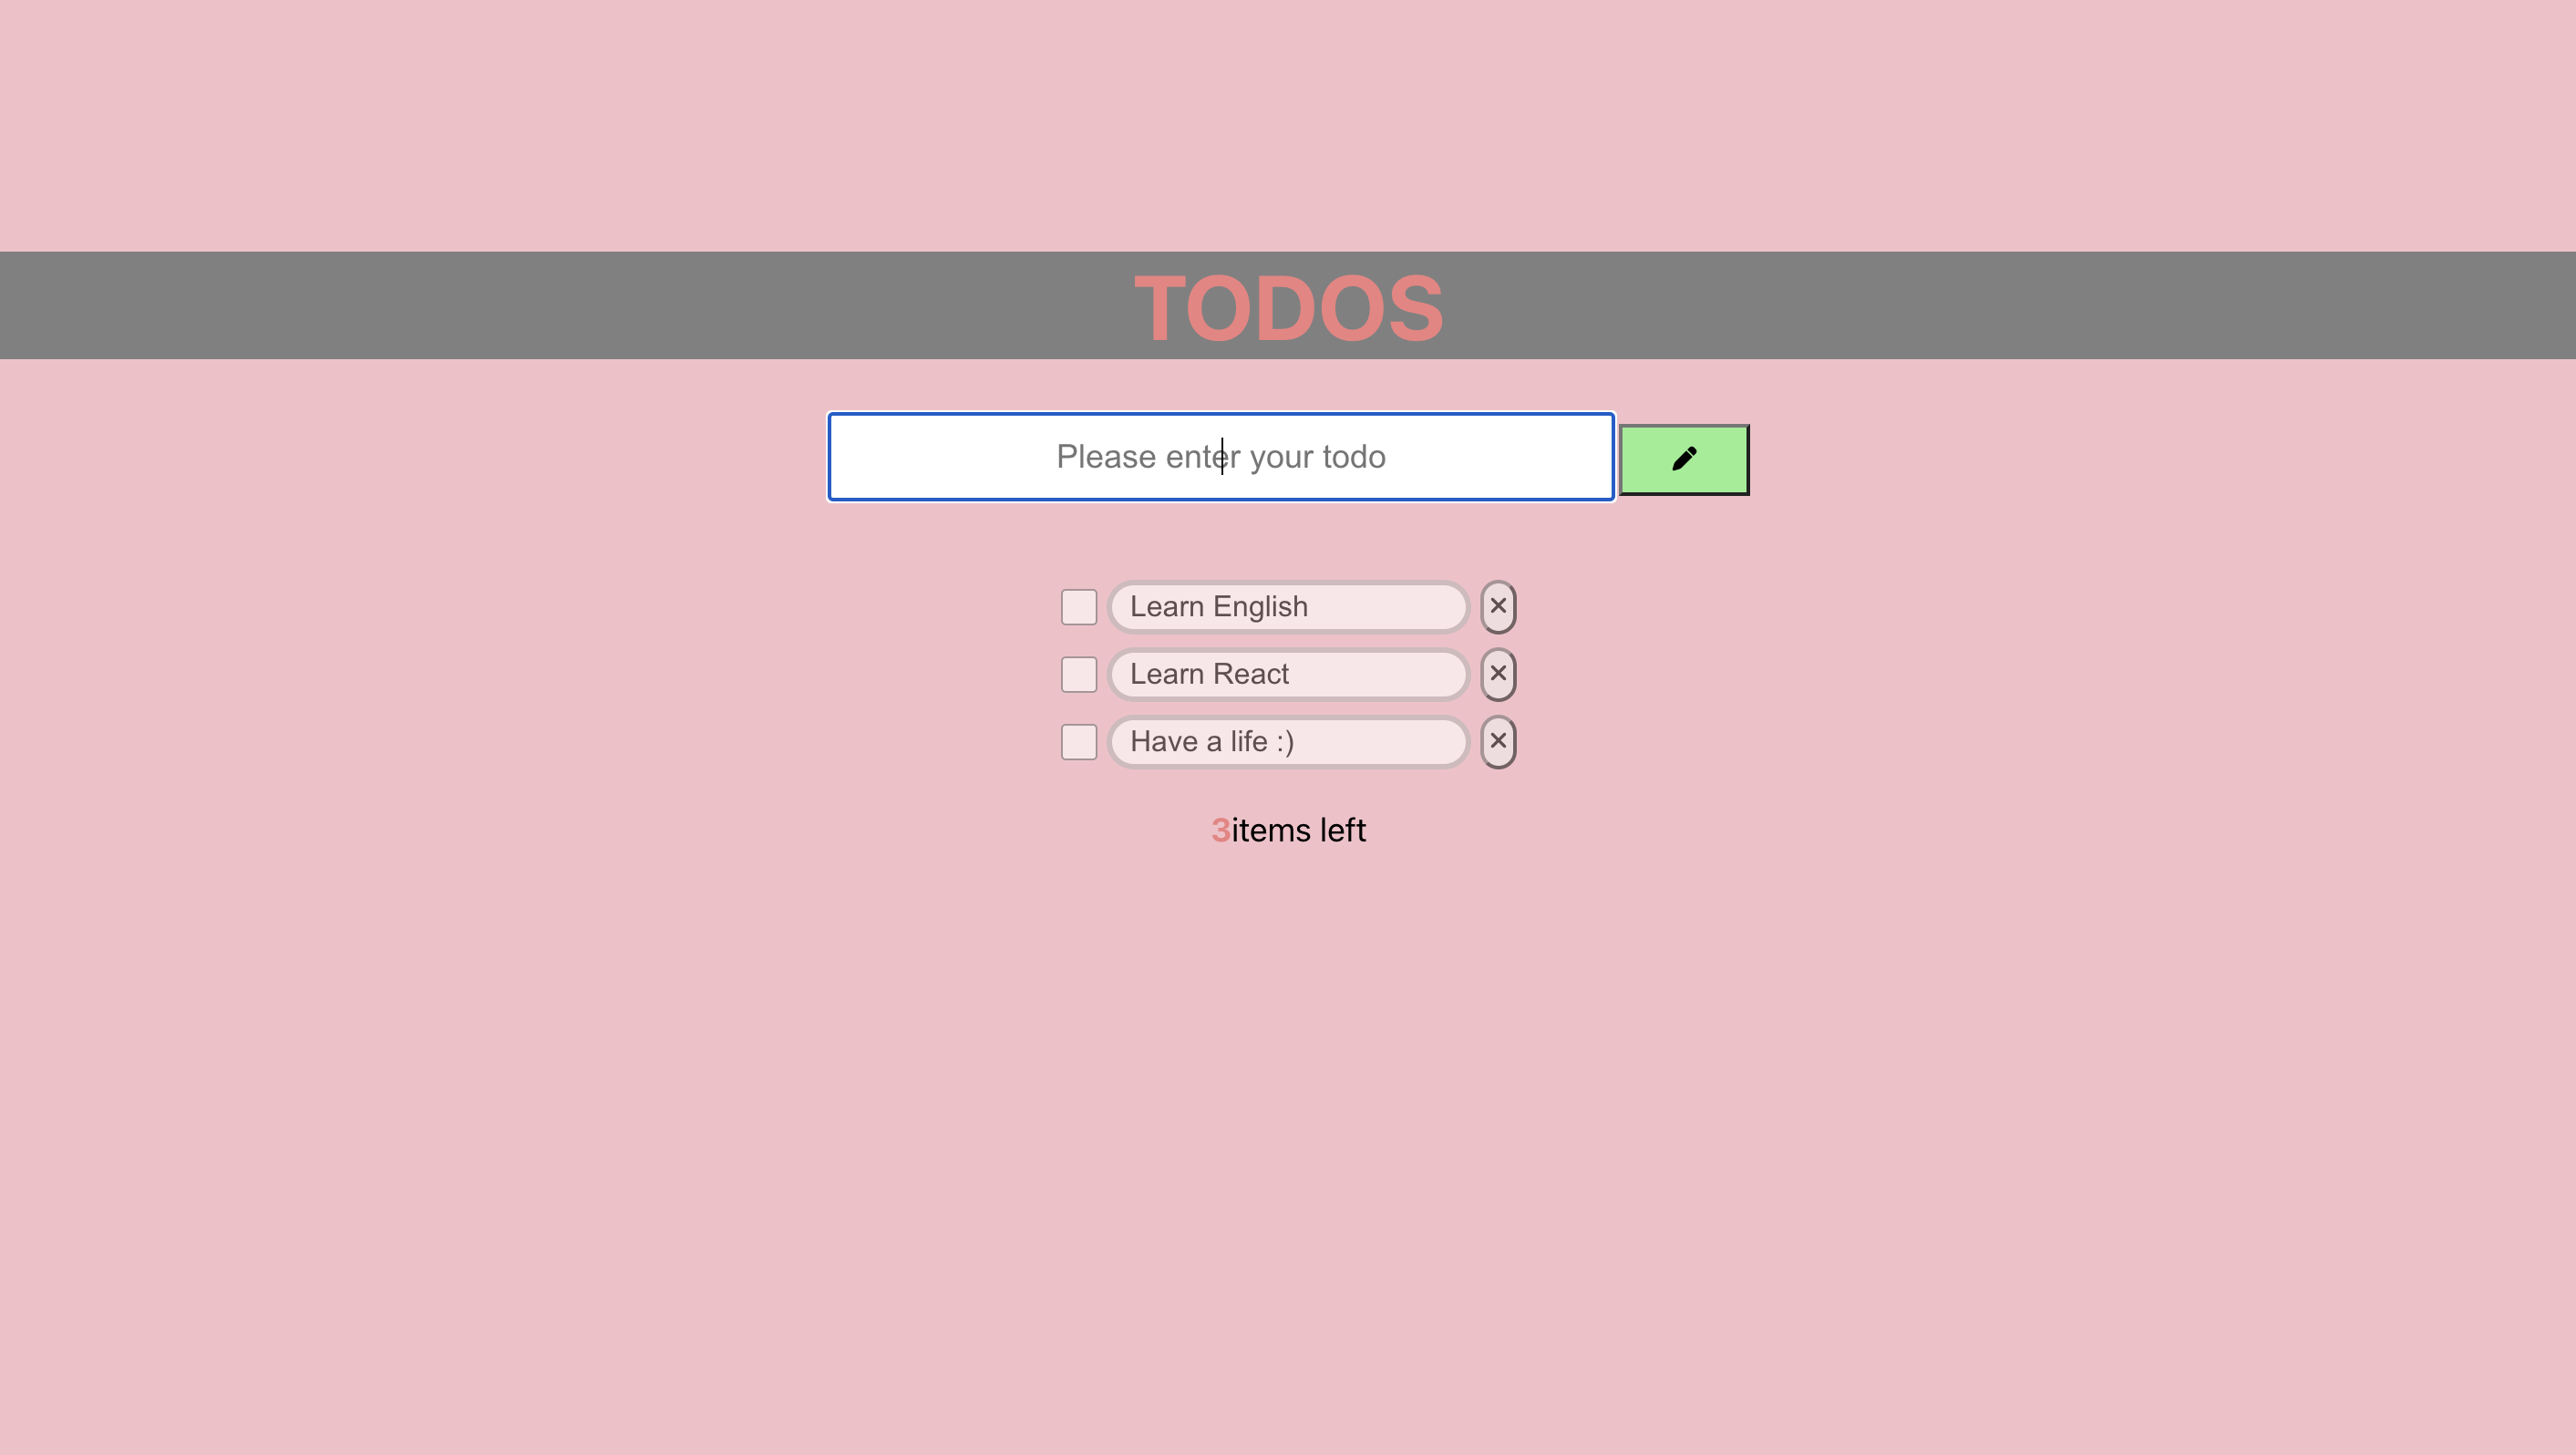 TODOS
Please enter your todo
Learn English
Learn React
Have a life :)
3items left